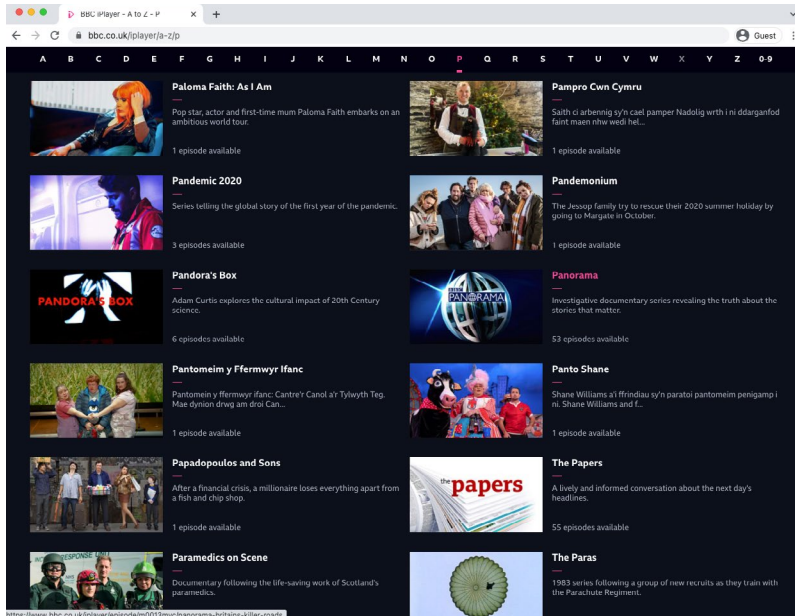 BBC iPlayer - A to Z - P
bbc.co.uk/iplayer/a-z/p
Guest
A B C D E F G H I J K L M N O P Q R S T U V W X Y Z 0-9
Paloma Faith: As I Am
Pop star, actor and first-time mum Paloma Faith embarks on an
ambitious world tour.
1 episode available
Pampro Cwn Cymru
Saith ci arbennig sy'n cael pamper Nadolig wrth i ni ddarganfod
faint maen nhw wedi hel...
1 episode available
Pandemic 2020
Series telling the global story of the first year of the pandemic.
3 episodes available
Pandemonium
The Jessop family try to rescue their 2020 summer holiday by
going to Margate in October.
1 episode available
PANDORA'S BOX
Pandora's Box
Adam Curtis explores the cultural impact of 20th Century
science.
6 episodes available
PANORAMA
Panorama
Investigative documentary series revealing the truth about the
stories that matter.
53 episodes available
Pantomeim y Ffermwyr Ifanc
Pantomein y ffermwyr ifanc: Cantre'r Canol a'r Tylwyth Teg.
Mae dynion drwg am droi Can...
1 episode available
Panto Shane
Shane Williams a'i ffrindiau sy'n paratoi pantomeim penigamp i
ni. Shane Williams and f...
1 episode available
Papadopoulos and Sons
After a financial crisis, a millionaire loses everything apart from
a fish and chip shop.
1 episode available
the papers
The Papers
A lively and informed conversation about the next day's
headlines.
55 episodes available
RESPONSE UNIT
Paramedics on Scene
Documentary following the life-saving work of Scotland's
paramedics.
The Paras
1983 series following a group of new recruits as they train with
the Parachute Regiment.